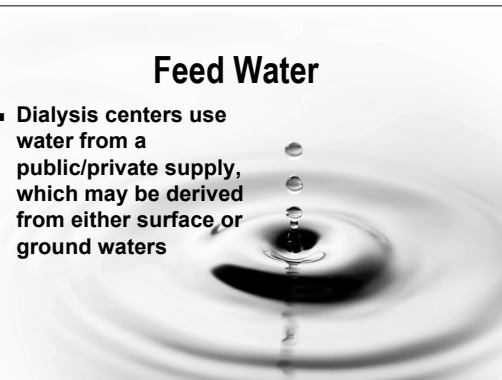 Feed Water
▪ Dialysis centers use
water from a
public/private supply,
which may be derived
from either surface or
ground waters